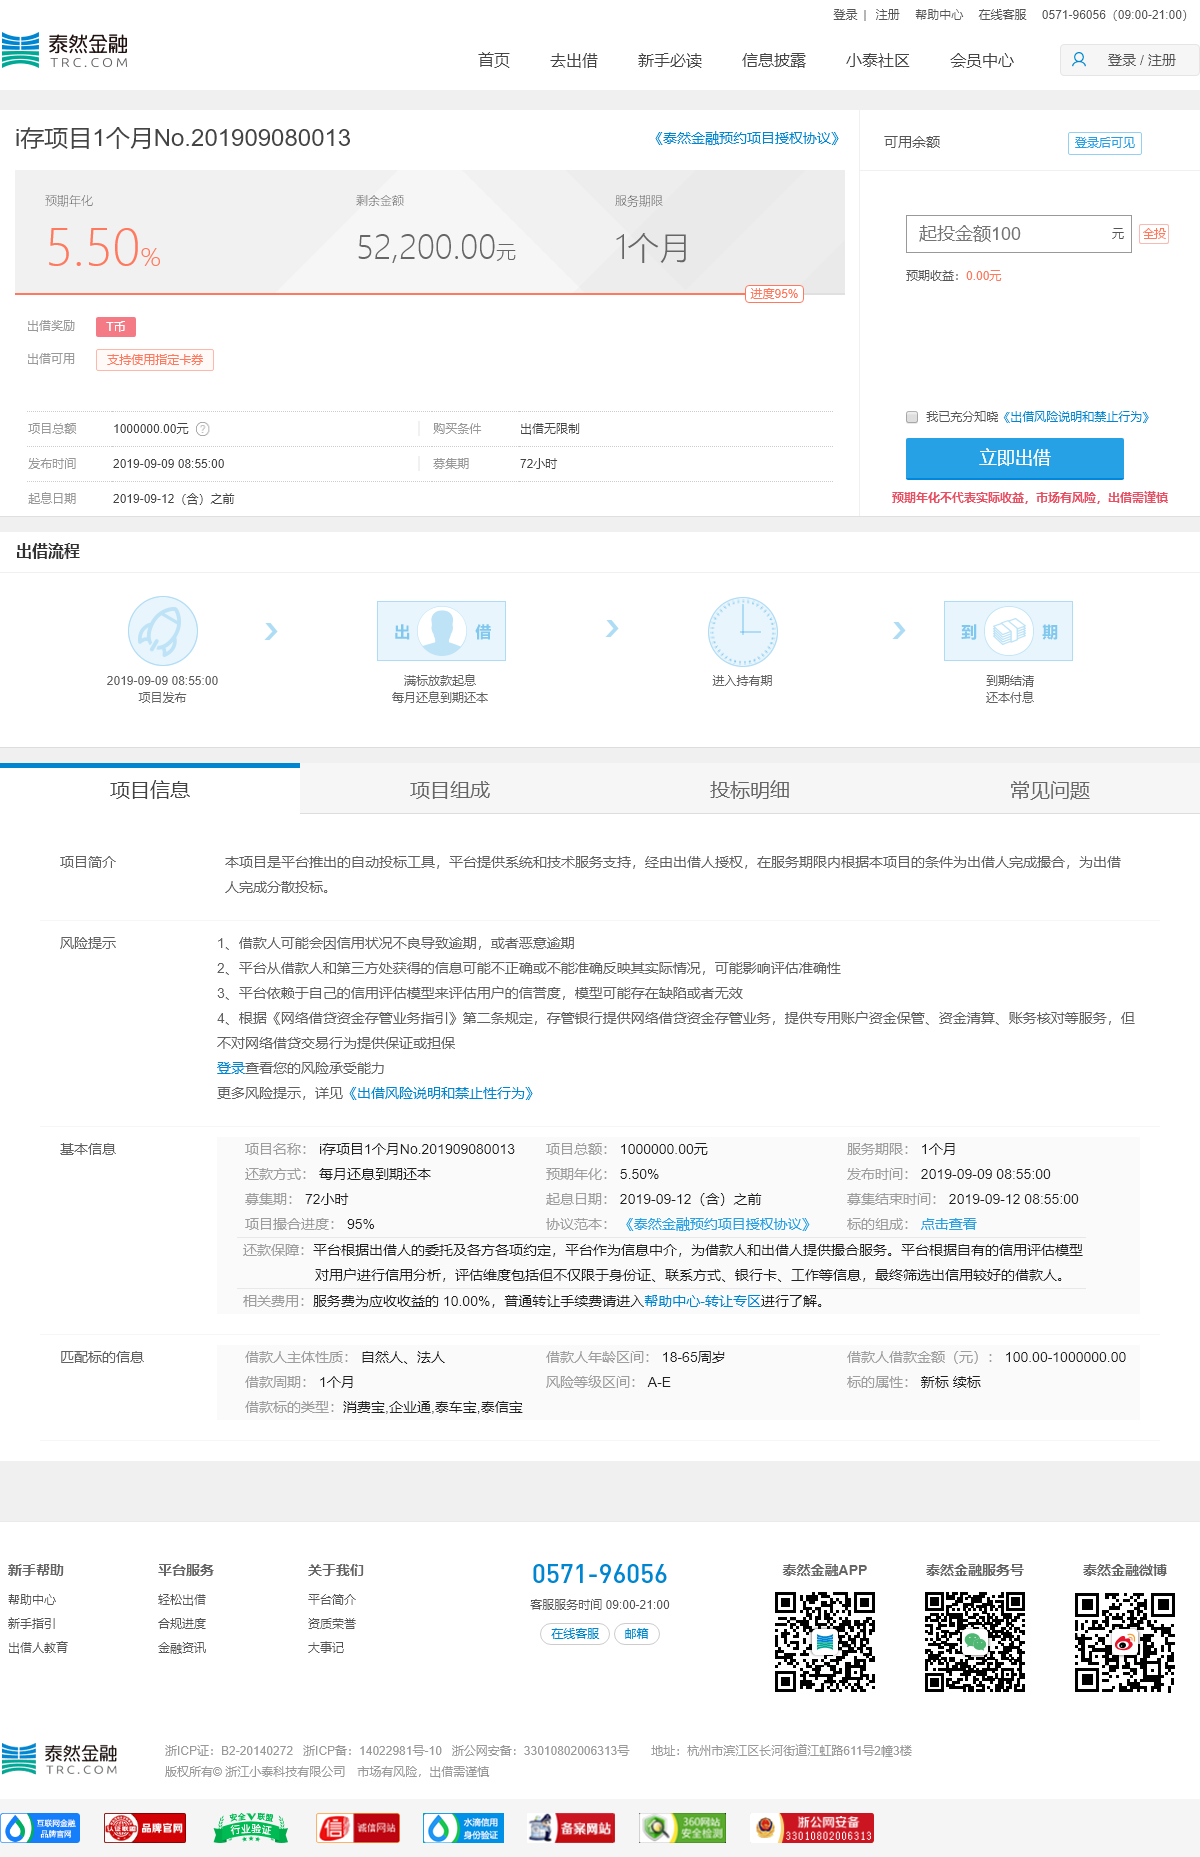 登录 | 注册 帮助中心 在线客服 0571-96056（09:00-21:00）
泰然金融
TRC.COM
首页 去出借 新手必读 信息披露 小泰社区 会员中心 登录 / 注册
i存项目1个月No.201909080013 《泰然金融预约项目授权协议》
可用余额 登录后可见
预期年化 剩余金额 服务期限
5.50% 52,200.00元 1个月
起投金额100 元 全投
预期收益：0.00元
进度95%
出借奖励 T币
出借可用 支持使用指定卡券
项目总额 1000000.00元 ? 购买条件 出借无限制
发布时间 2019-09-09 08:55:00 募集期 72小时
起息日期 2019-09-12（含）之前
我已充分知晓《出借风险说明和禁止行为》
立即出借
预期年化不代表实际收益，市场有风险，出借需谨慎
出借流程
出 借 到 期
2019-09-09 08:55:00 满标放款起息 进入持有期 到期结清
项目发布 每月还息到期还本 还本付息
项目信息 项目组成 投标明细 常见问题
项目简介 本项目是平台推出的自动投标工具，平台提供系统和技术服务支持，经由出借人授权，在服务期限内根据本项目的条件为出借人完成撮合，为出借
人完成分散投标。
风险提示 1、借款人可能会因信用状况不良导致逾期，或者恶意逾期
2、平台从借款人和第三方处获得的信息可能不正确或不能准确反映其实际情况，可能影响评估准确性
3、平台依赖于自己的信用评估模型来评估用户的信誉度，模型可能存在缺陷或者无效
4、根据《网络借贷资金存管业务指引》第二条规定，存管银行提供网络借贷资金存管业务，提供专用账户资金保管、资金清算、账务核对等服务，但
不对网络借贷交易行为提供保证或担保
登录查看您的风险承受能力
更多风险提示，详见《出借风险说明和禁止性行为》
基本信息 项目名称： i存项目1个月No.201909080013 项目总额： 1000000.00元 服务期限： 1个月
还款方式： 每月还息到期还本 预期年化： 5.50% 发布时间： 2019-09-09 08:55:00
募集期： 72小时 起息日期： 2019-09-12（含）之前 募集结束时间： 2019-09-12 08:55:00
项目撮合进度： 95% 协议范本： 《泰然金融预约项目授权协议》 标的组成： 点击查看
还款保障： 平台根据出借人的委托及各方各项约定，平台作为信息中介，为借款人和出借人提供撮合服务。平台根据自有的信用评估模型
对用户进行信用分析，评估维度包括但不仅限于身份证、联系方式、银行卡、工作等信息，最终筛选出信用较好的借款人。
相关费用： 服务费为应收收益的 10.00%，普通转让手续费请进入帮助中心-转让专区进行了解。
匹配标的信息 借款人主体性质： 自然人、法人 借款人年龄区间： 18-65周岁 借款人借款金额（元）： 100.00-1000000.00
借款周期： 1个月 风险等级区间： A-E 标的属性： 新标 续标
借款标的类型： 消费宝,企业通,泰车宝,泰信宝
新手帮助 平台服务 关于我们 0571-96056 泰然金融APP 泰然金融服务号 泰然金融微博
帮助中心 轻松出借 平台简介 客服服务时间 09:00-21:00
新手指引 合规进度 资质荣誉
出借人教育 金融资讯 大事记 在线客服 邮箱
泰然金融
TRC.COM
浙ICP证：B2-20140272 浙ICP备：14022981号-10 浙公网安备：33010802006313号 地址：杭州市滨江区长河街道江虹路611号2幢3楼
版权所有© 浙江小泰科技有限公司 市场有风险，出借需谨慎
互联网金融 品牌官网
认证联盟 品牌官网
安全联盟 行业验证
信 诚信网站
水滴信用 身份验证
备案网站
360网站 安全检测
浙公网安备 33010802006313